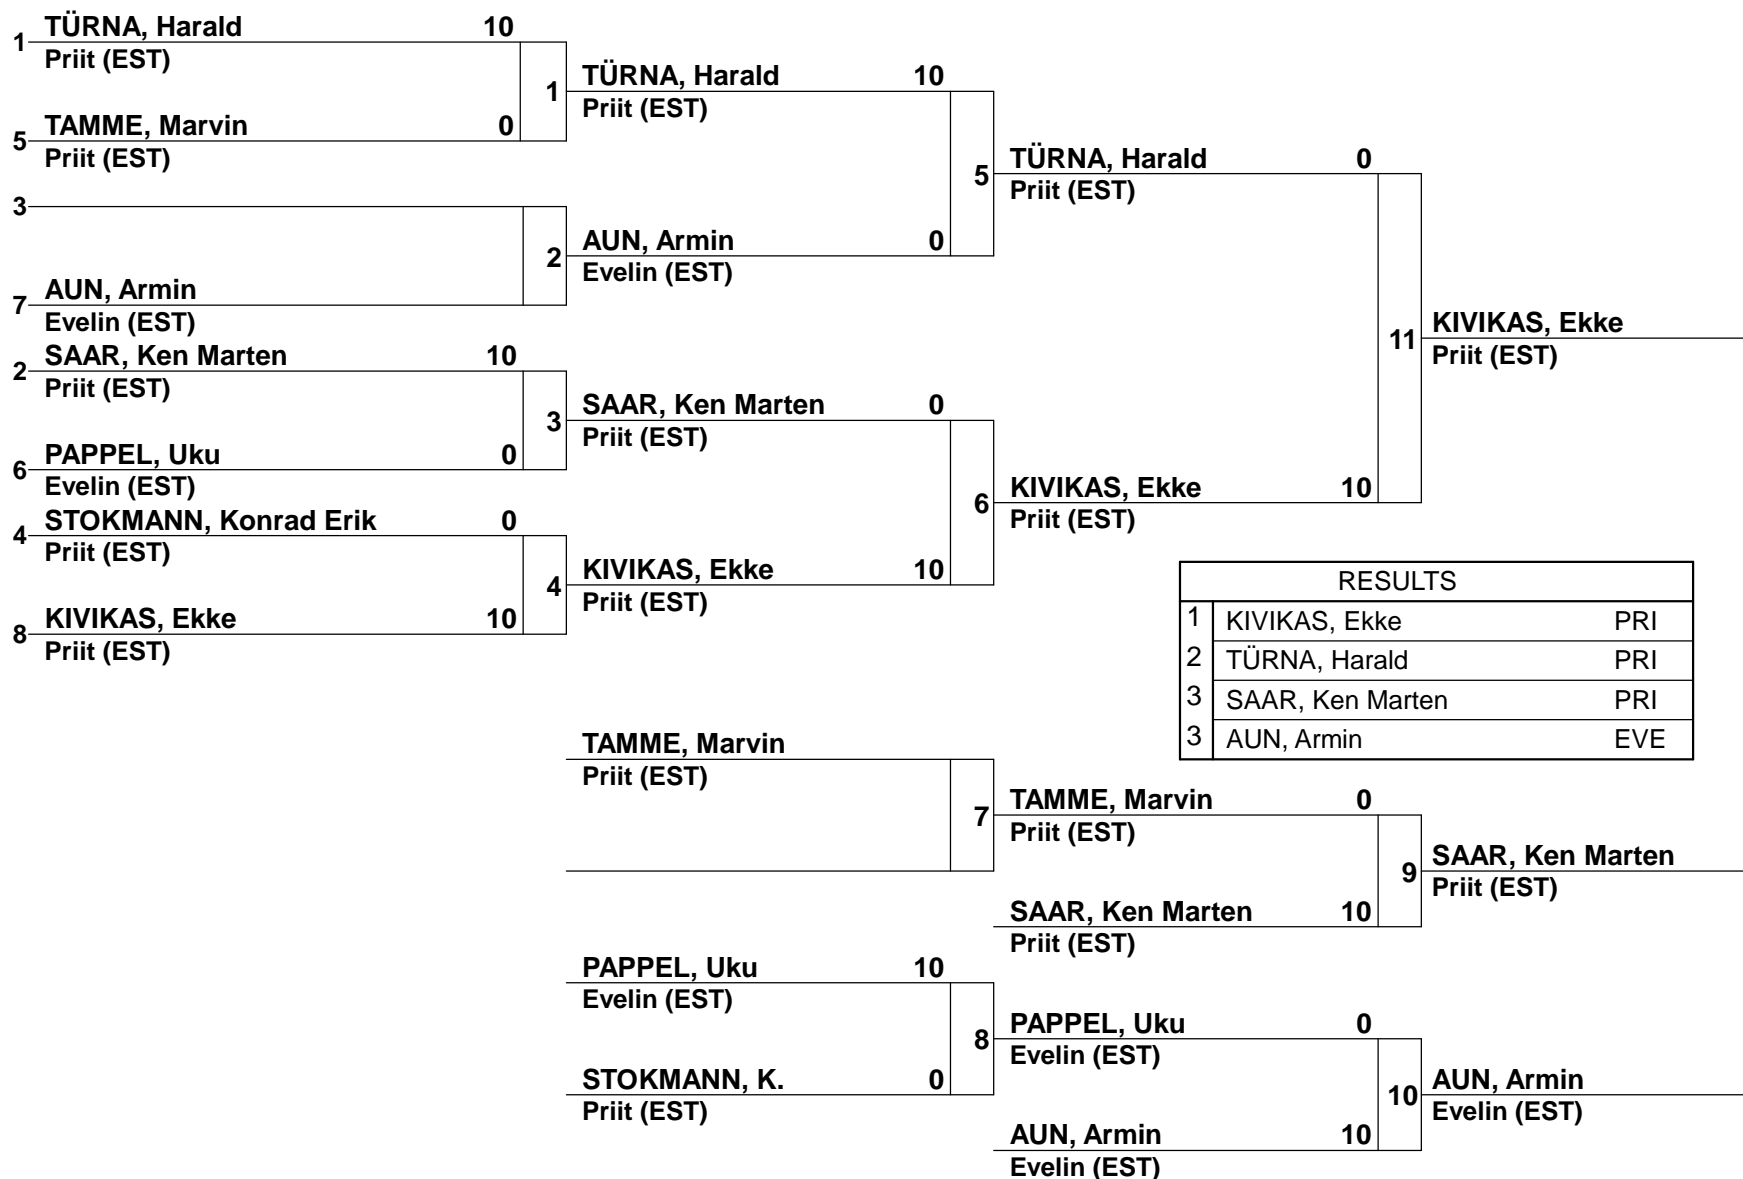 TÜRNA, Harald 10
1
Priit (EST)
TÜRNA, Harald 10
1
Priit (EST)
TAMME, Marvin 0
5
Priit (EST)
TÜRNA, Harald 0
5
Priit (EST)
3
AUN, Armin 0
2
Evelin (EST)
AUN, Armin
7
Evelin (EST)
KIVIKAS, Ekke
11
Priit (EST)
SAAR, Ken Marten 10
2
Priit (EST)
SAAR, Ken Marten 0
3
Priit (EST)
PAPPEL, Uku 0
6
Evelin (EST)
KIVIKAS, Ekke 10
6
Priit (EST)
STOKMANN, Konrad Erik 0
4
Priit (EST)
KIVIKAS, Ekke 10
4
Priit (EST)
KIVIKAS, Ekke 10
8
Priit (EST)
RESULTS
1 KIVIKAS, Ekke PRI
2 TÜRNA, Harald PRI
3 SAAR, Ken Marten PRI
3 AUN, Armin EVE
TAMME, Marvin
Priit (EST)
7
TAMME, Marvin 0
Priit (EST)
9
SAAR, Ken Marten
Priit (EST)
SAAR, Ken Marten 10
Priit (EST)
PAPPEL, Uku 10
Evelin (EST)
8
PAPPEL, Uku 0
Evelin (EST)
STOKMANN, K. 0
Priit (EST)
10
AUN, Armin
Evelin (EST)
AUN, Armin 10
Evelin (EST)